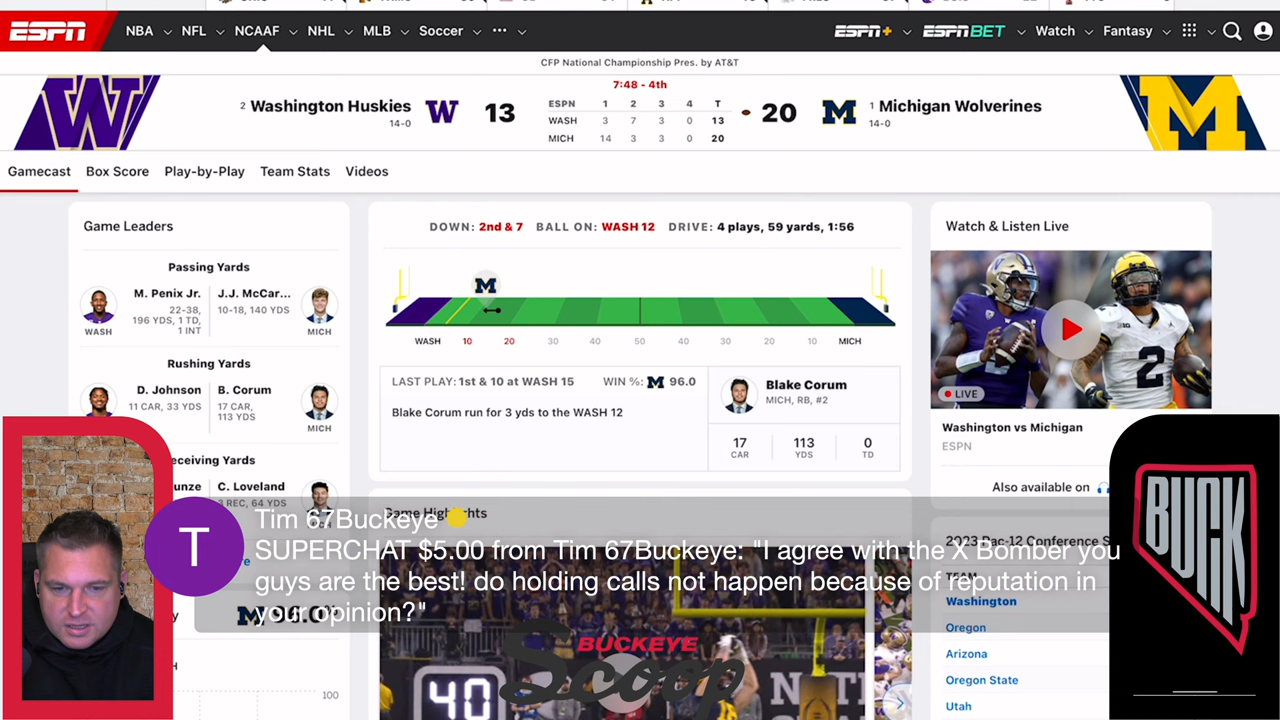 ESPN NBA NFL NCAAF NHL MLB Soccer ••• ESPN+ ESPN BET Watch Fantasy
CFP National Championship Pres. by AT&T
7:48 - 4th
2 Washington Huskies W 13
14-0
ESPN 1 2 3 4 T
WASH 3 7 3 0 13
MICH 14 3 3 0 20
20 M 1 Michigan Wolverines
14-0
W
M
Gamecast Box Score Play-by-Play Team Stats Videos
Game Leaders
Passing Yards
M. Penix Jr. J.J. McCar...
22-38, 10-18, 140 YDS
196 YDS, 1 TD,
1 INT
WASH MICH
Rushing Yards
D. Johnson B. Corum
11 CAR, 33 YDS 17 CAR,
113 YDS
MICH
eceiving Yards
unze C. Loveland
3 REC, 64 YDS
DOWN: 2nd & 7 BALL ON: WASH 12 DRIVE: 4 plays, 59 yards, 1:56
M
WASH 10 20 30 40 50 40 30 20 10 MICH
LAST PLAY: 1st & 10 at WASH 15 WIN %: M 96.0
Blake Corum run for 3 yds to the WASH 12
Blake Corum
MICH, RB, #2
17 113 0
CAR YDS TD
Game Highlights
Watch & Listen Live
2
LIVE
Washington vs Michigan
ESPN
Also available on
2023 Pac-12 Conference S
TEAM
Washington
Oregon
Arizona
Oregon State
Utah
T
Tim 67Buckeye
SUPERCHAT $5.00 from Tim 67Buckeye: "I agree with the X Bomber you
guys are the best! do holding calls not happen because of reputation in
your opinion?"
BUCKEYE
Scoop
40
100
BUCK